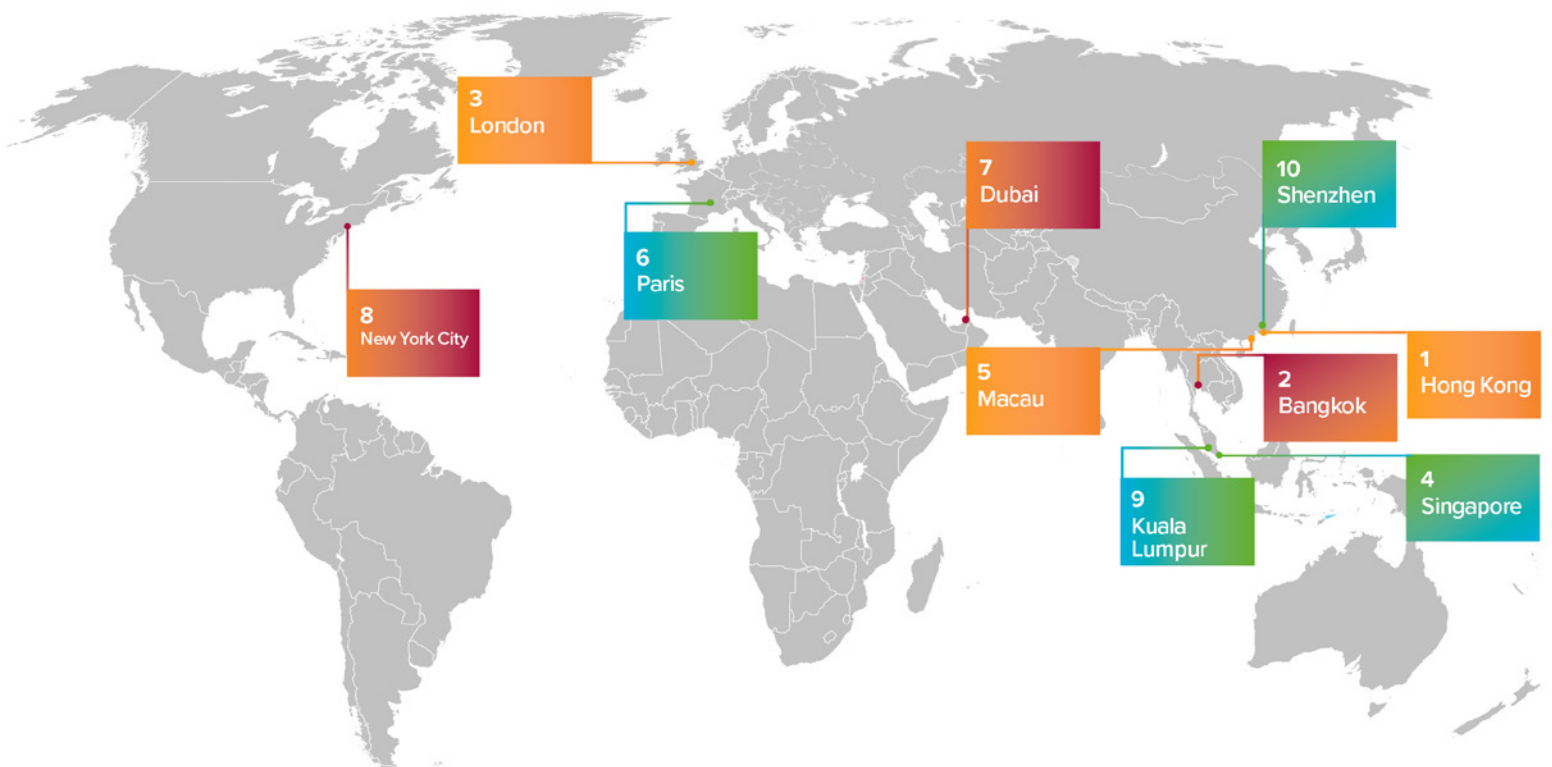 3
London
7
Dubai
10
Shenzhen
6
Paris
8
New York City
5
Macau
2
Bangkok
1
Hong Kong
9
Kuala
Lumpur
4
Singapore